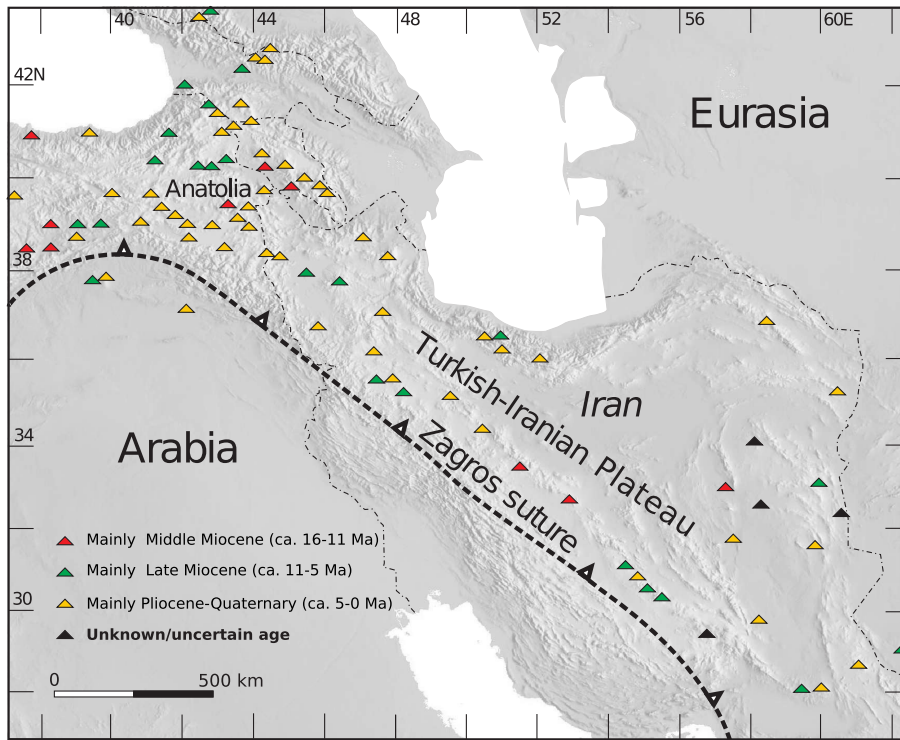 40 44 48 52 56 60E
42N
Eurasia
Anatolia
38
Turkish-Iranian Plateau
Iran
Zagros suture
34
Arabia
Mainly Middle Miocene (ca. 16-11 Ma)
Mainly Late Miocene (ca. 11-5 Ma)
Mainly Pliocene-Quaternary (ca. 5-0 Ma)
30
Unknown/uncertain age
0 500 km